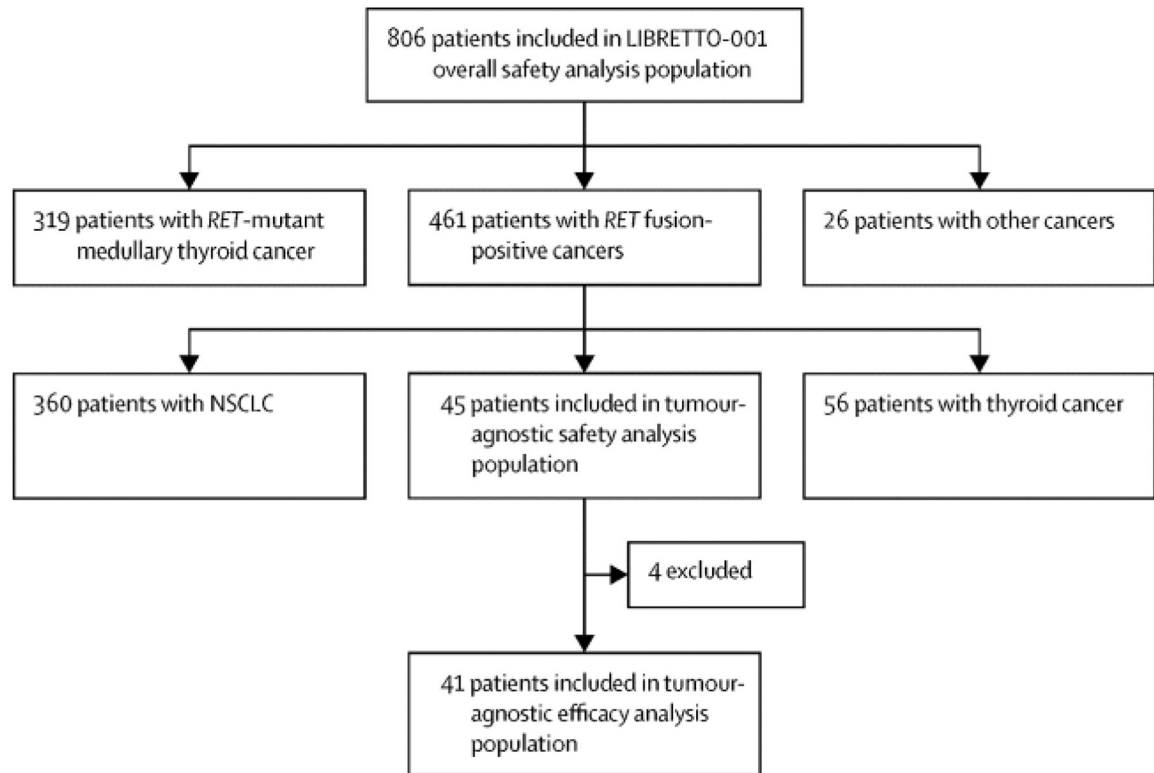 806 patients included in LIBRETTO-001
overall safety analysis population
319 patients with RET-mutant
medullary thyroid cancer
461 patients with RET fusion-
positive cancers
26 patients with other cancers
360 patients with NSCLC
45 patients included in tumour-
agnostic safety analysis
population
56 patients with thyroid cancer
4 excluded
41 patients included in tumour-
agnostic efficacy analysis
population